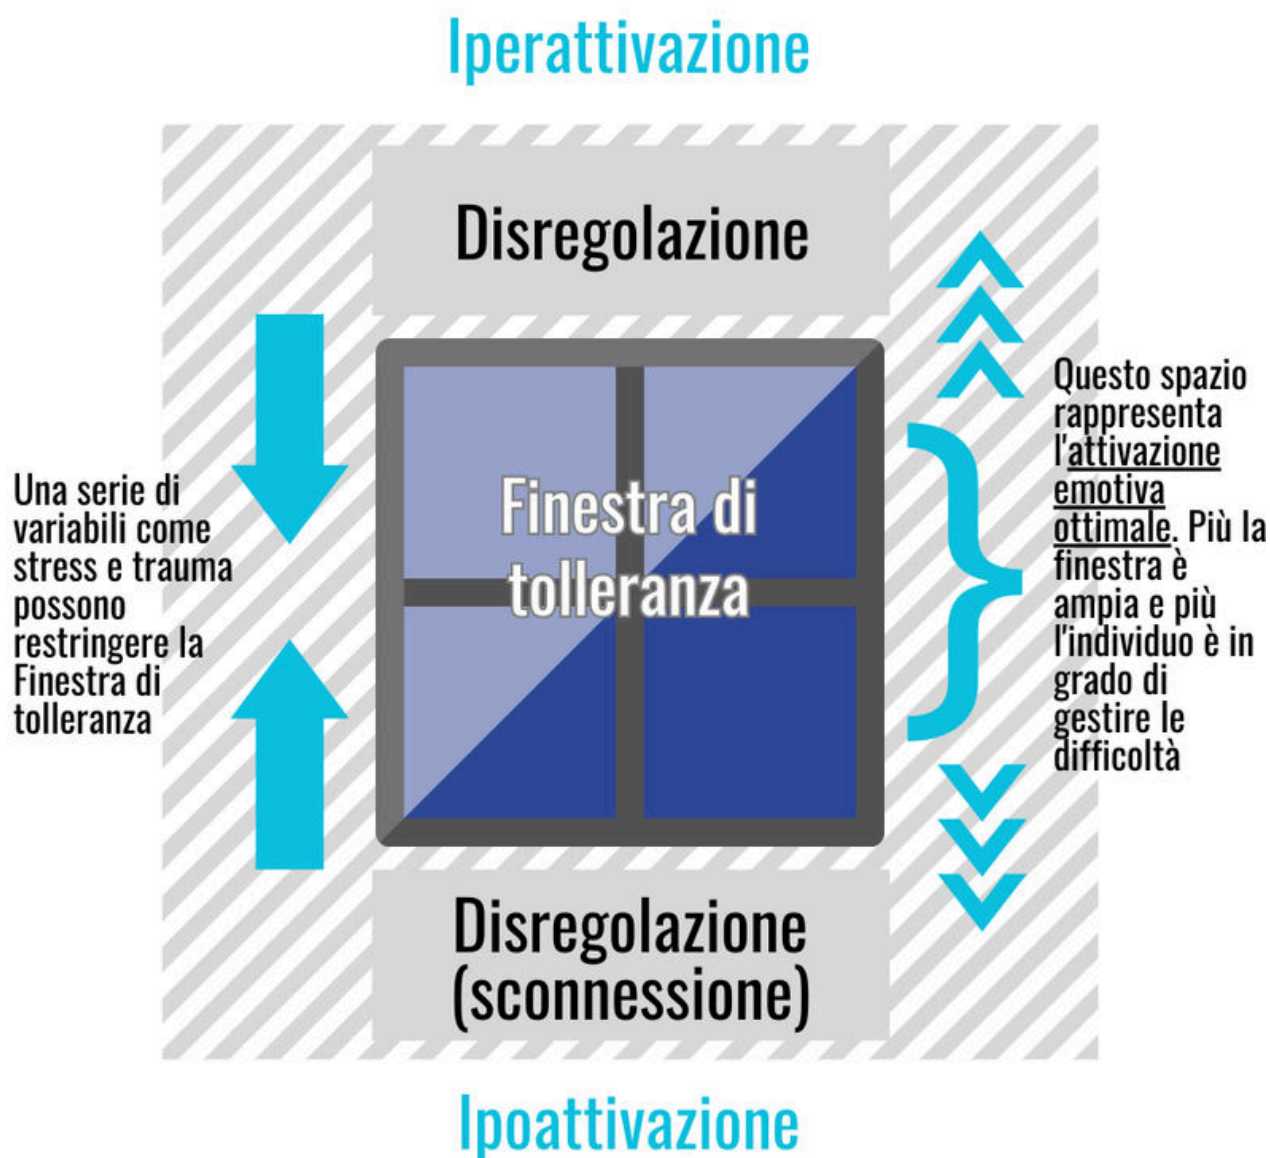 Iperattivazione
Disregolazione
Una serie di
variabili come
stress e trauma
possono
restringere la
Finestra di
tolleranza
Finestra di
tolleranza
Questo spazio
rappresenta
l'attivazione
emotiva
ottimale. Più la
finestra è
ampia e più
l'individuo è in
grado di
gestire le
difficoltà
Disregolazione
(sconnessione)
Ipoattivazione